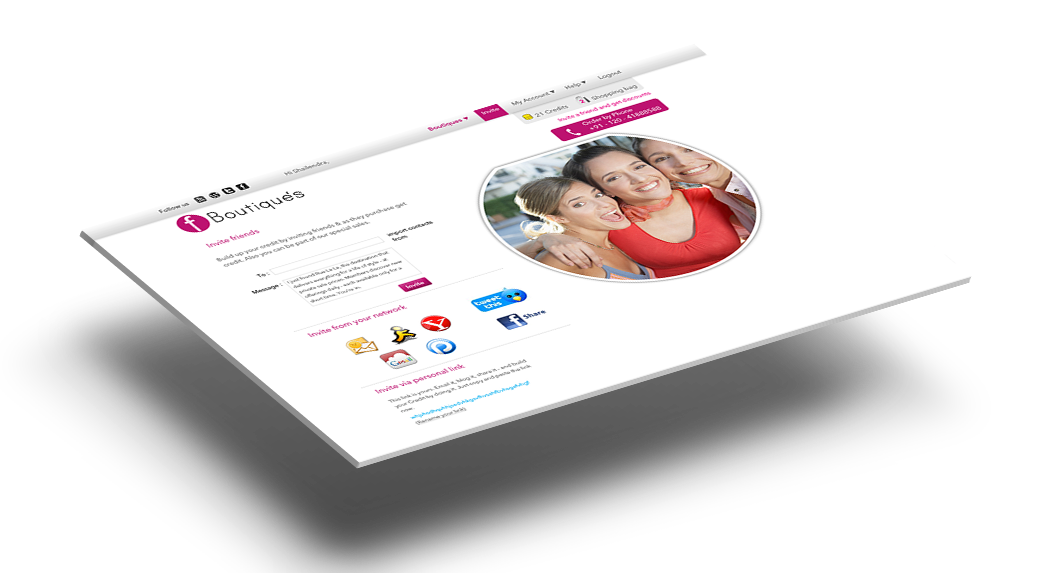 Follow us
Hi Shailendra,
Boutiques
Invite
My Account
Help
Logout
21 Credits
2 Shopping bag
Invite a friend and get discounts
Order by Phone
+91 - 120 - 41888588
f Boutique's
Invite friends
Build up your credit by inviting friends & as they purchase get
credit. Also you can be part of our special sales.
To :
Import contacts
from
Message :
I just found
the destination that
delivers everything for a life of style - at
private sale prices. Members discover new
offerings daily - each available only for a
short time. You're in
Invite
Invite from your network
tweet
this
f Share
Invite via personal link
This link is yours. Email it, blog it, share it - and build
your Credit by doing it. Just copy and paste the link
now.
(Rename your link)